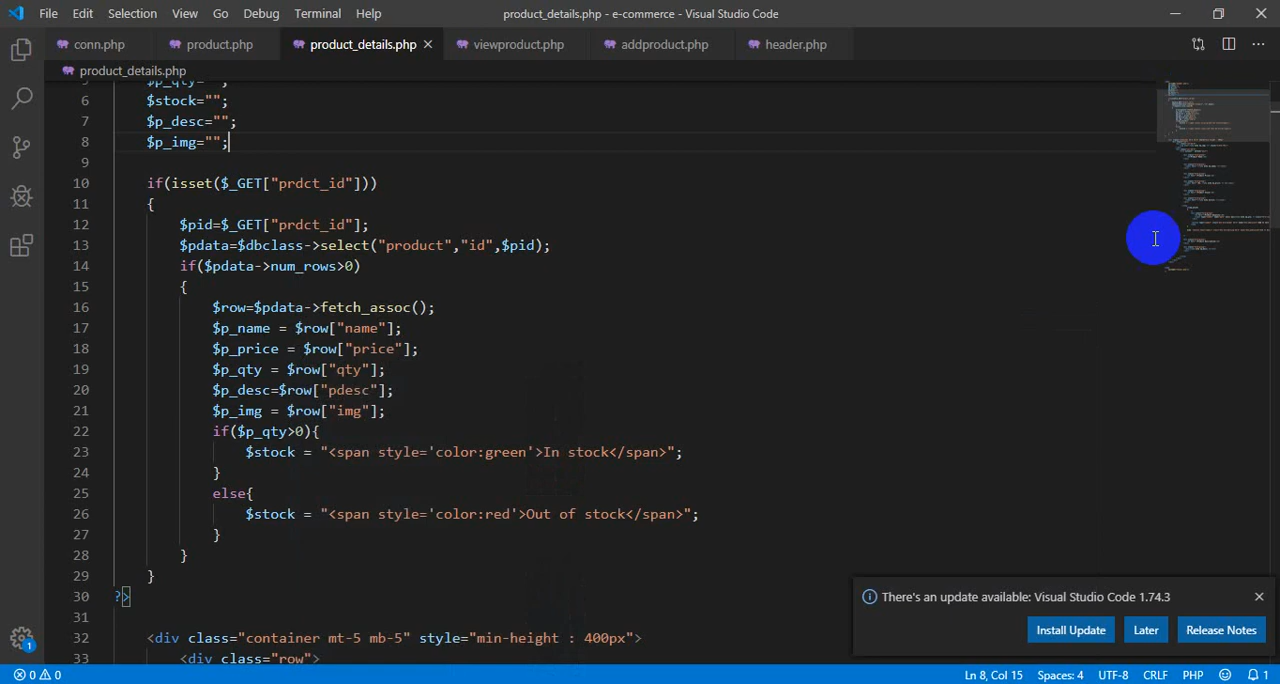 File Edit Selection View Go Debug Terminal Help product_details.php - e-commerce - Visual Studio Code
conn.php product.php product_details.php viewproduct.php addproduct.php header.php
product_details.php
5 $p_qty="";
6 $stock="";
7 $p_desc="";
8 $p_img="";
9
10 if(isset($_GET["prdct_id"]))
11 {
12 $pid=$_GET["prdct_id"];
13 $pdata=$dbclass->select("product","id",$pid);
14 if($pdata->num_rows>0)
15 {
16 $row=$pdata->fetch_assoc();
17 $p_name = $row["name"];
18 $p_price = $row["price"];
19 $p_qty = $row["qty"];
20 $p_desc=$row["pdesc"];
21 $p_img = $row["img"];
22 if($p_qty>0){
23 $stock = "<span style='color:green'>In stock</span>";
24 }
25 else{
26 $stock = "<span style='color:red'>Out of stock</span>";
27 }
28 }
29 }
30 ?>
31
32 <div class="container mt-5 mb-5" style="min-height : 400px">
33 <div class="row">
There's an update available: Visual Studio Code 1.74.3
Install Update Later Release Notes
1
0 0 Ln 8, Col 15 Spaces: 4 UTF-8 CRLF PHP 1